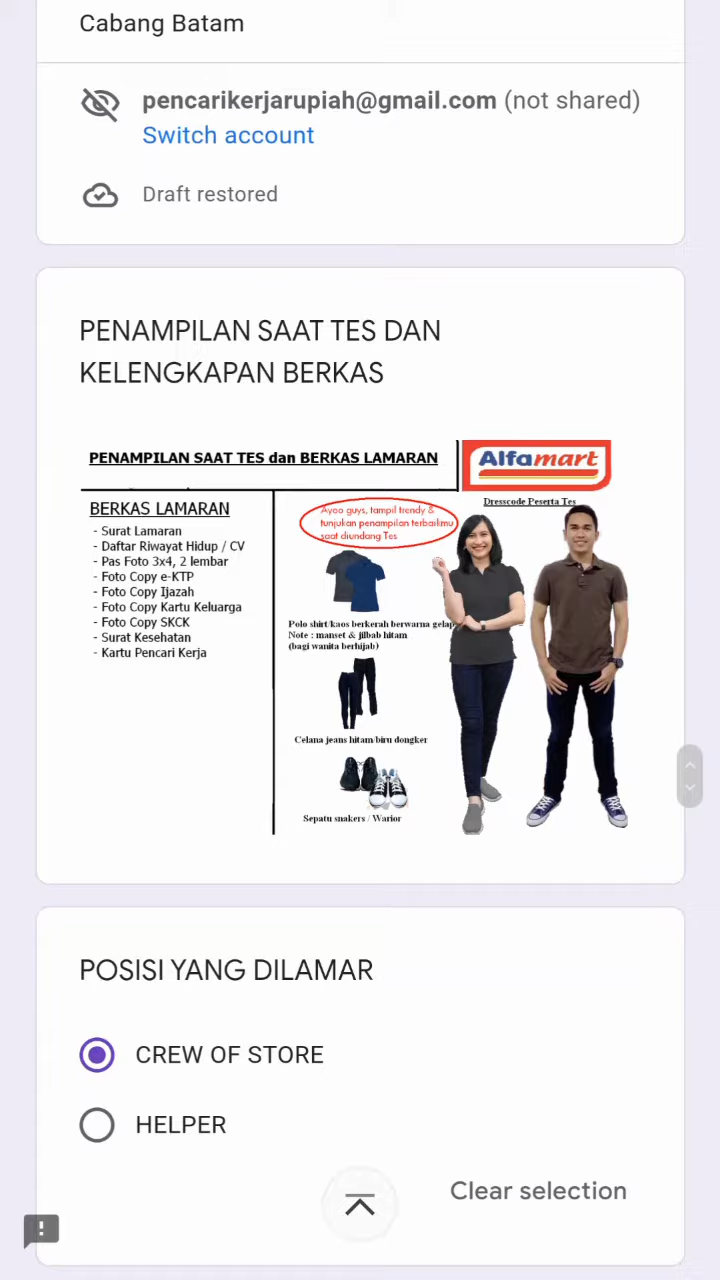 Cabang Batam
pencarikerjarupiah@gmail.com (not shared)
Switch account
Draft restored
PENAMPILAN SAAT TES DAN
KELENGKAPAN BERKAS
PENAMPILAN SAAT TES dan BERKAS LAMARAN
Alfamart
BERKAS LAMARAN
- Surat Lamaran
- Daftar Riwayat Hidup / CV
- Pas Foto 3x4, 2 lembar
- Foto Copy e-KTP
- Foto Copy Ijazah
- Foto Copy Kartu Keluarga
- Foto Copy SKCK
- Surat Kesehatan
- Kartu Pencari Kerja
Dresscode Peserta Tes
Ayoo guys, tampil trendy &
tunjukan penampilan terbailimu
saat diundang Tes
Polo shirt/kaos berkerah berwarna gelap
Note : manset & jilbab hitam
(bagi wanita berhijab)
Celana jeans hitam/biru dongker
Sepatu snakers / Warior
POSISI YANG DILAMAR
CREW OF STORE
HELPER
Clear selection